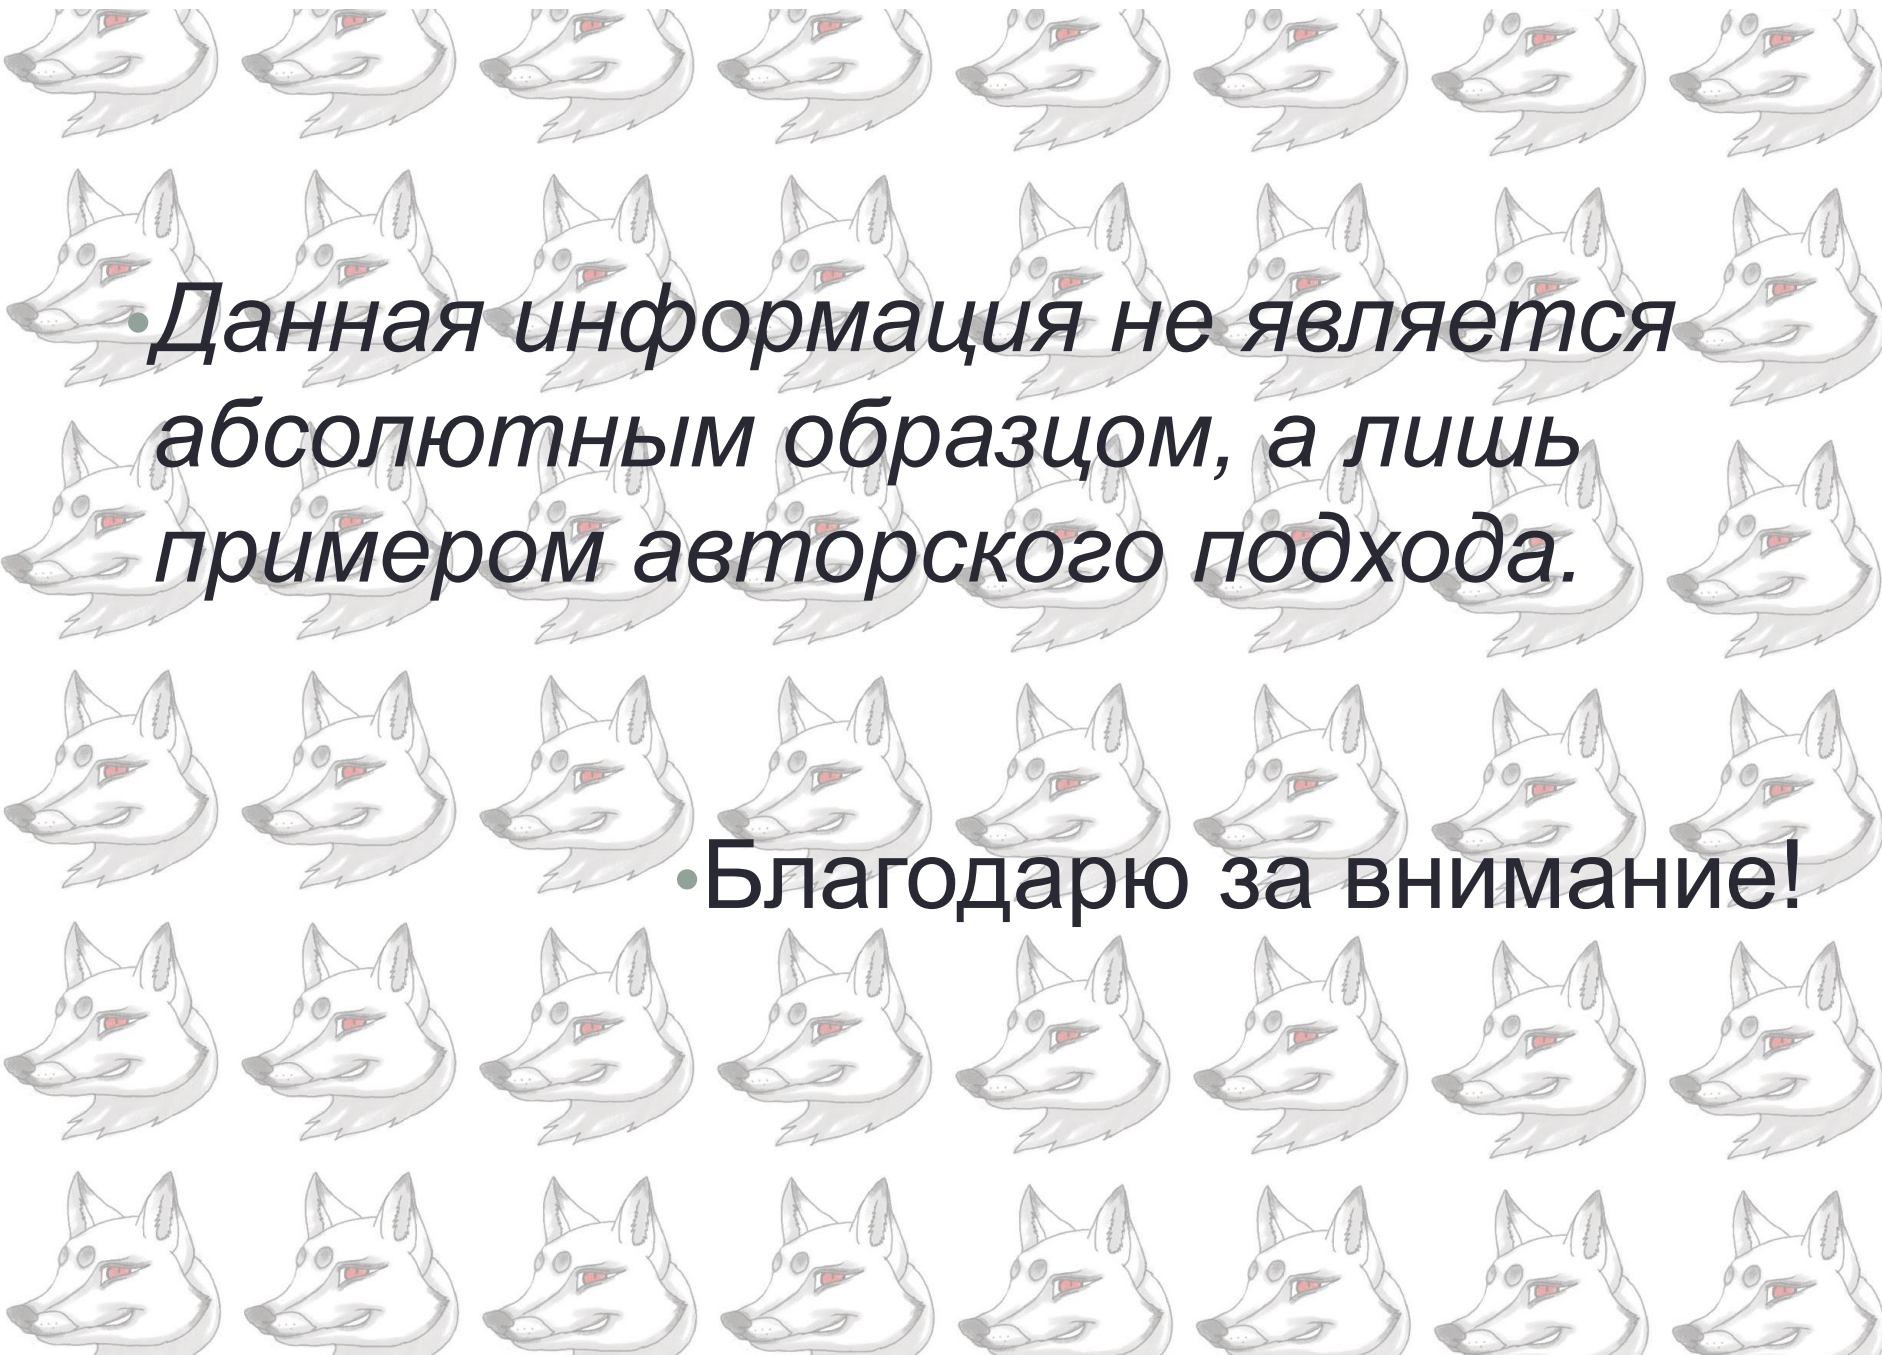 •Данная информация не является
абсолютным образцом, а лишь
примером авторского подхода.
•Благодарю за внимание!